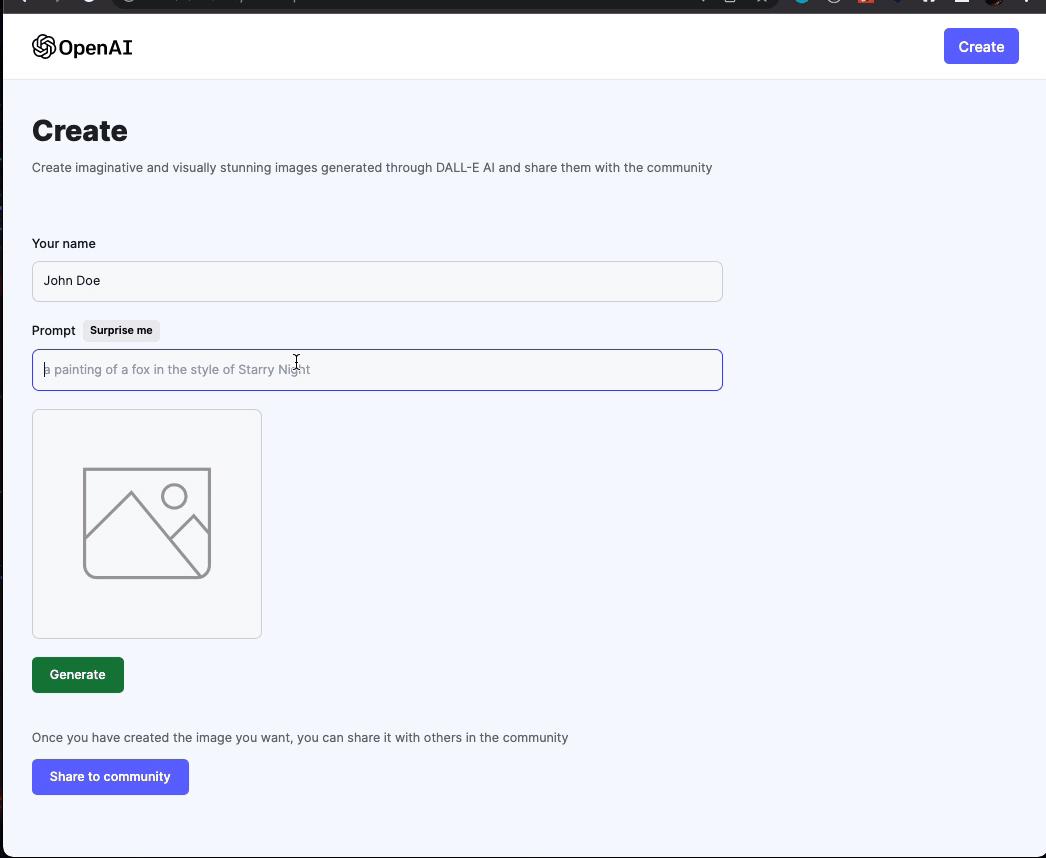 OpenAI
Create
Create
Create imaginative and visually stunning images generated through DALL-E AI and share them with the community
Your name
John Doe
Prompt Surprise me
a painting of a fox in the style of Starry Night
Generate
Once you have created the image you want, you can share it with others in the community
Share to community